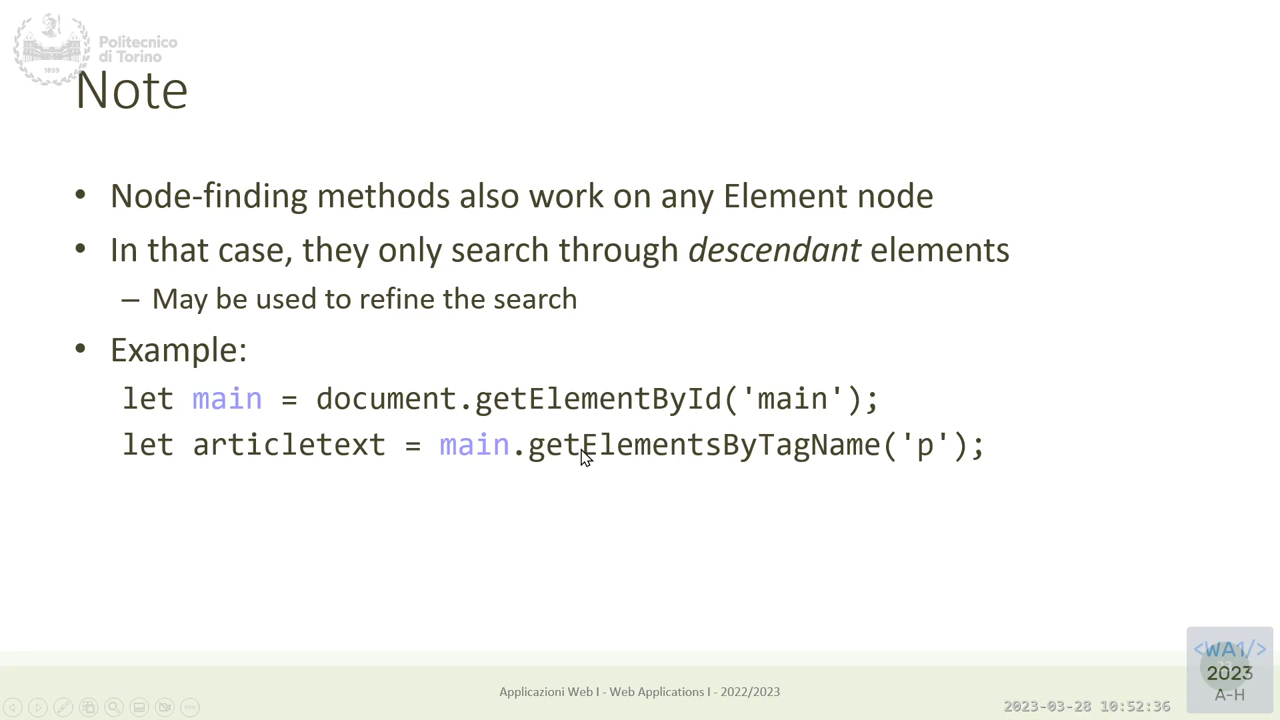 Politecnico
di Torino
1859
Note
• Node-finding methods also work on any Element node
• In that case, they only search through descendant elements
– May be used to refine the search
• Example:
let main = document.getElementById('main');
let articletext = main.getElementsByTagName('p');
Applicazioni Web I - Web Applications I - 2022/2023
2023-03-28 10:52:36
<WA1/>
2023
A-H